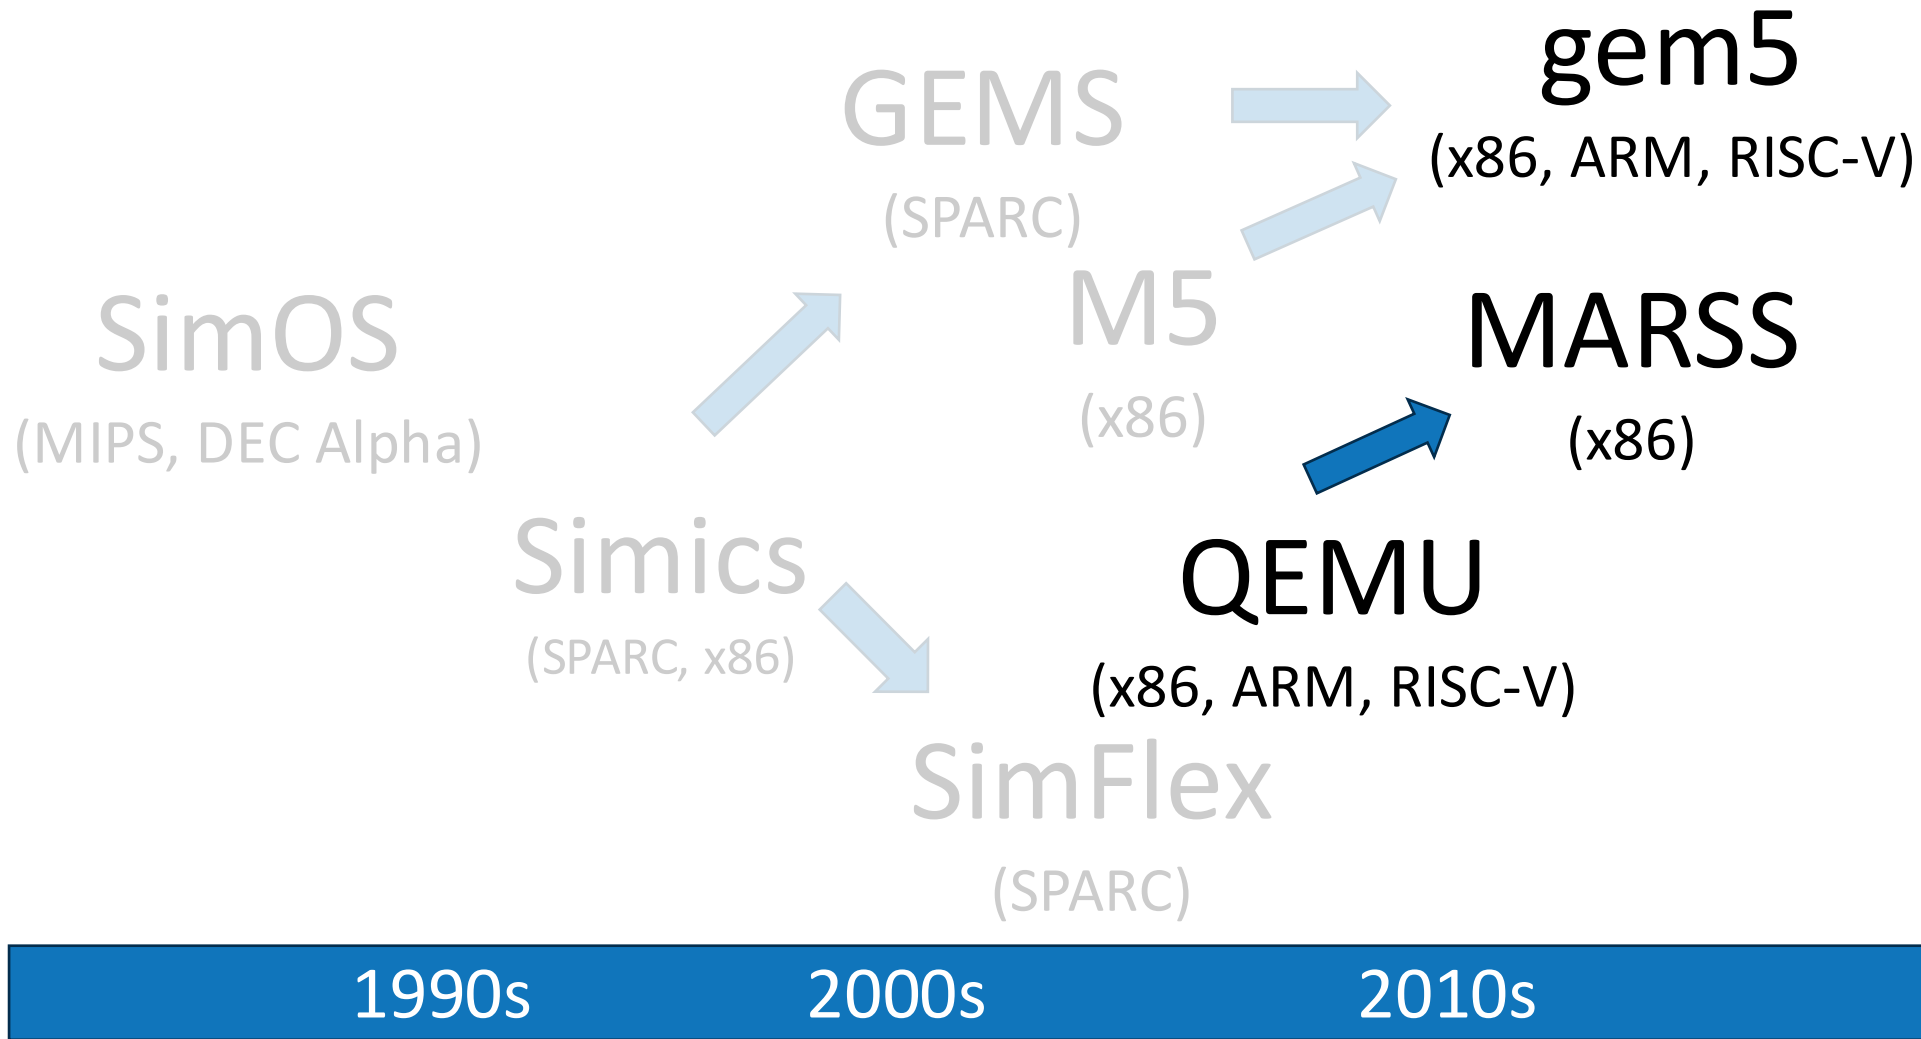 gem5
(x86, ARM, RISC-V)
GEMS
(SPARC)
M5
(x86)
MARSS
(x86)
SimOS
(MIPS, DEC Alpha)
Simics
(SPARC, x86)
QEMU
(x86, ARM, RISC-V)
SimFlex
(SPARC)
1990s 2000s 2010s